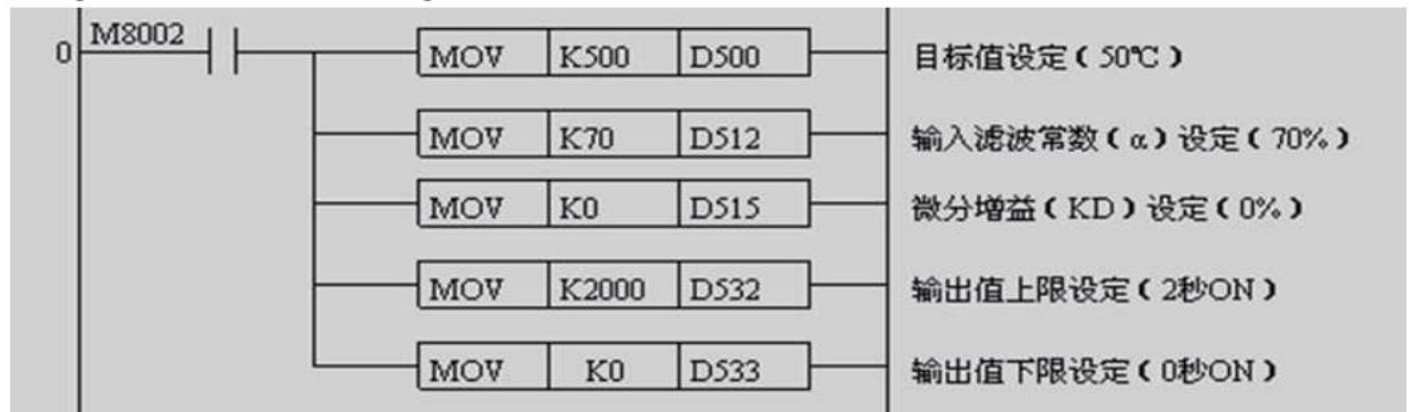 M8002
0 MOV K500 D500 目标值设定(50℃)
MOV K70 D512 输入滤波常数(α)设定(70%)
MOV K0 D515 微分增益(KD)设定(0%)
MOV K2000 D532 输出值上限设定(2秒ON)
MOV K0 D533 输出值下限设定(0秒ON)